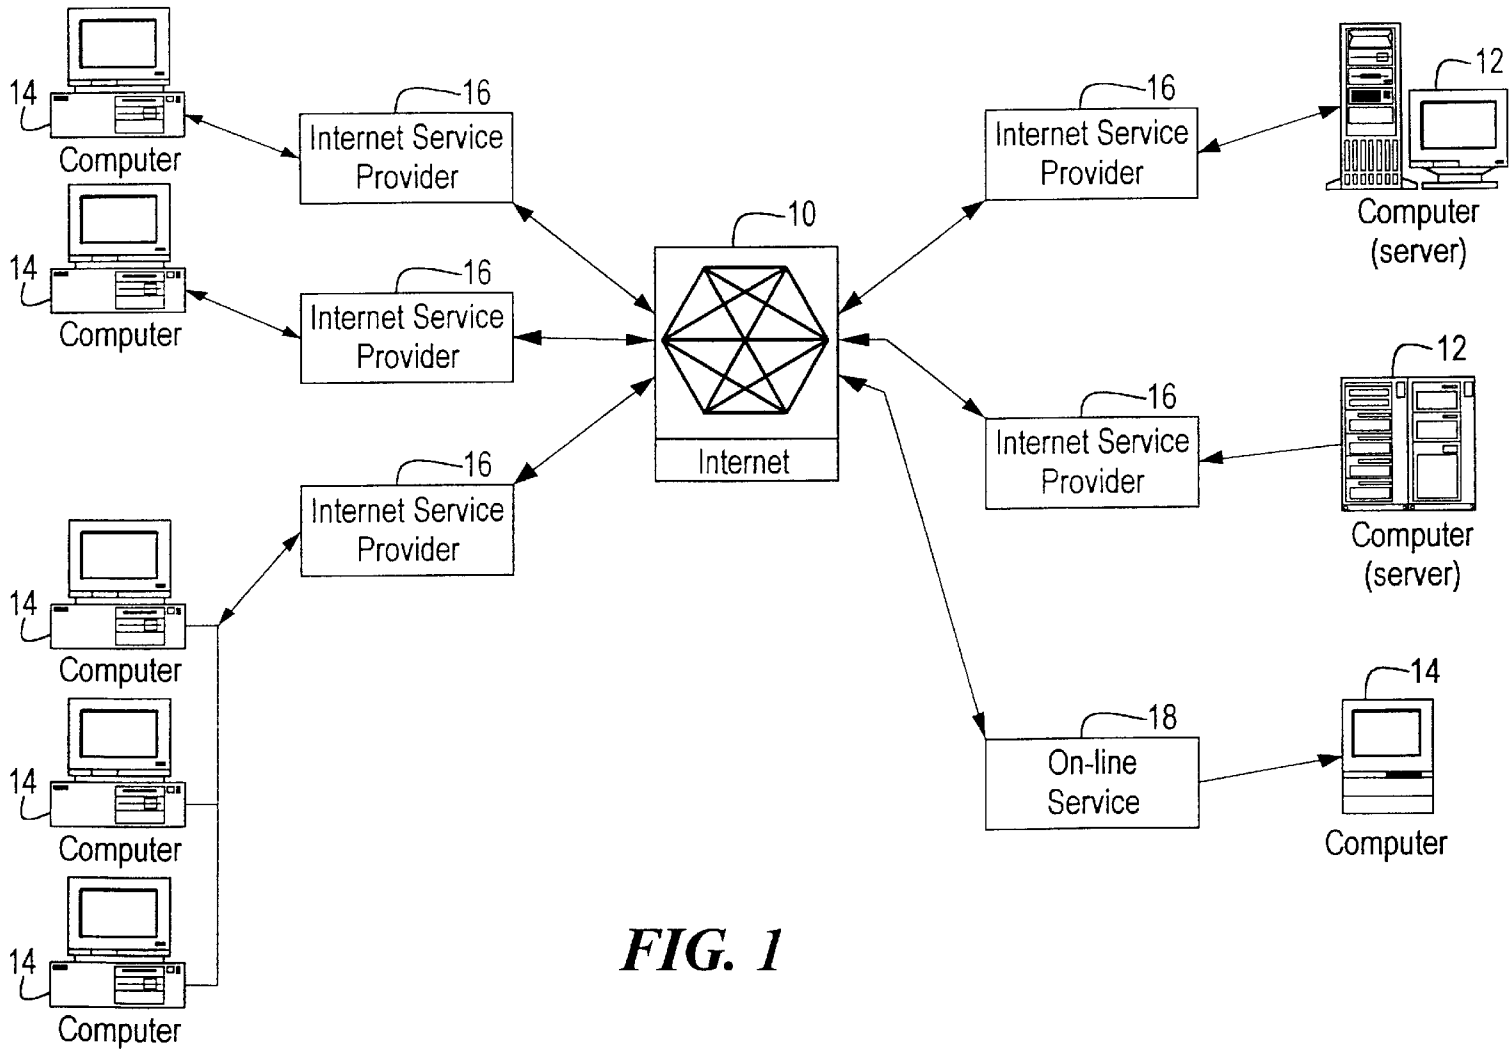 14
Computer
16
Internet Service
Provider
14
Computer
16
Internet Service
Provider
16
Internet Service
Provider
14
Computer
14
Computer
14
Computer
10
Internet
16
Internet Service
Provider
12
Computer
(server)
16
Internet Service
Provider
12
Computer
(server)
18
On-line
Service
14
Computer
FIG. 1